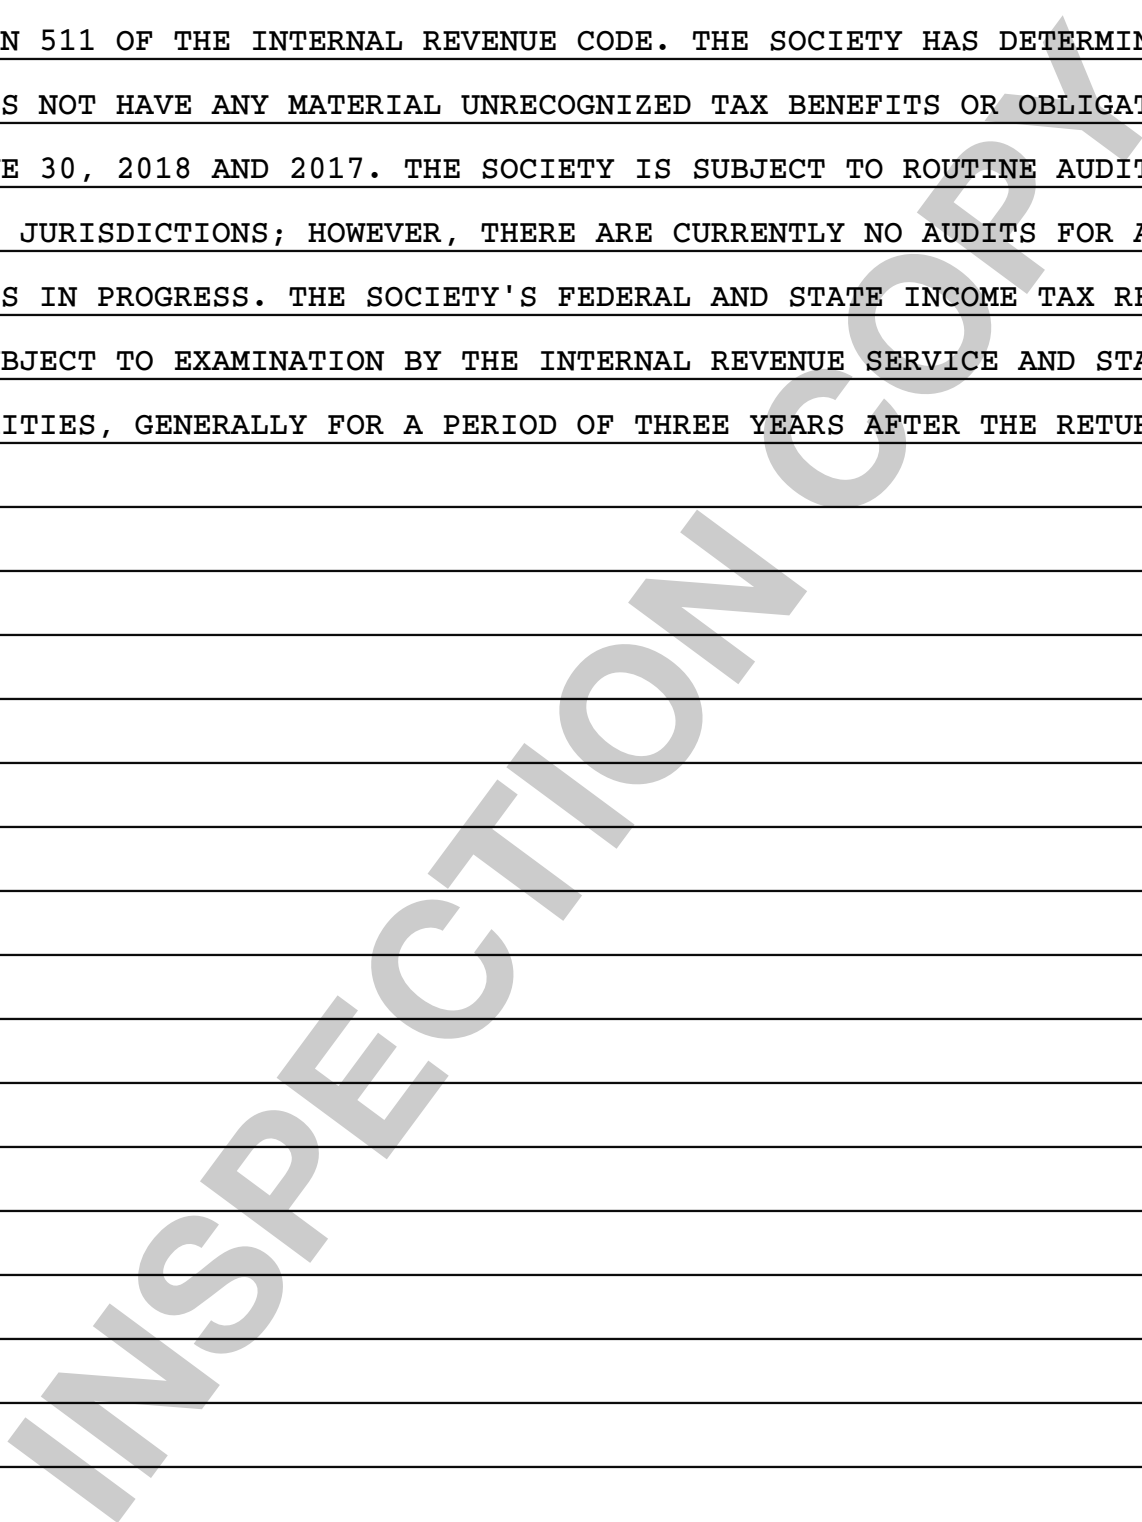 N 511 OF THE INTERNAL REVENUE CODE. THE SOCIETY HAS DETERMIN
S NOT HAVE ANY MATERIAL UNRECOGNIZED TAX BENEFITS OR OBLIGAT
E 30, 2018 AND 2017. THE SOCIETY IS SUBJECT TO ROUTINE AUDIT
JURISDICTIONS; HOWEVER, THERE ARE CURRENTLY NO AUDITS FOR A
S IN PROGRESS. THE SOCIETY'S FEDERAL AND STATE INCOME TAX RE
BJECT TO EXAMINATION BY THE INTERNAL REVENUE SERVICE AND STA
ITIES, GENERALLY FOR A PERIOD OF THREE YEARS AFTER THE RETUR
INSPECTION COPY